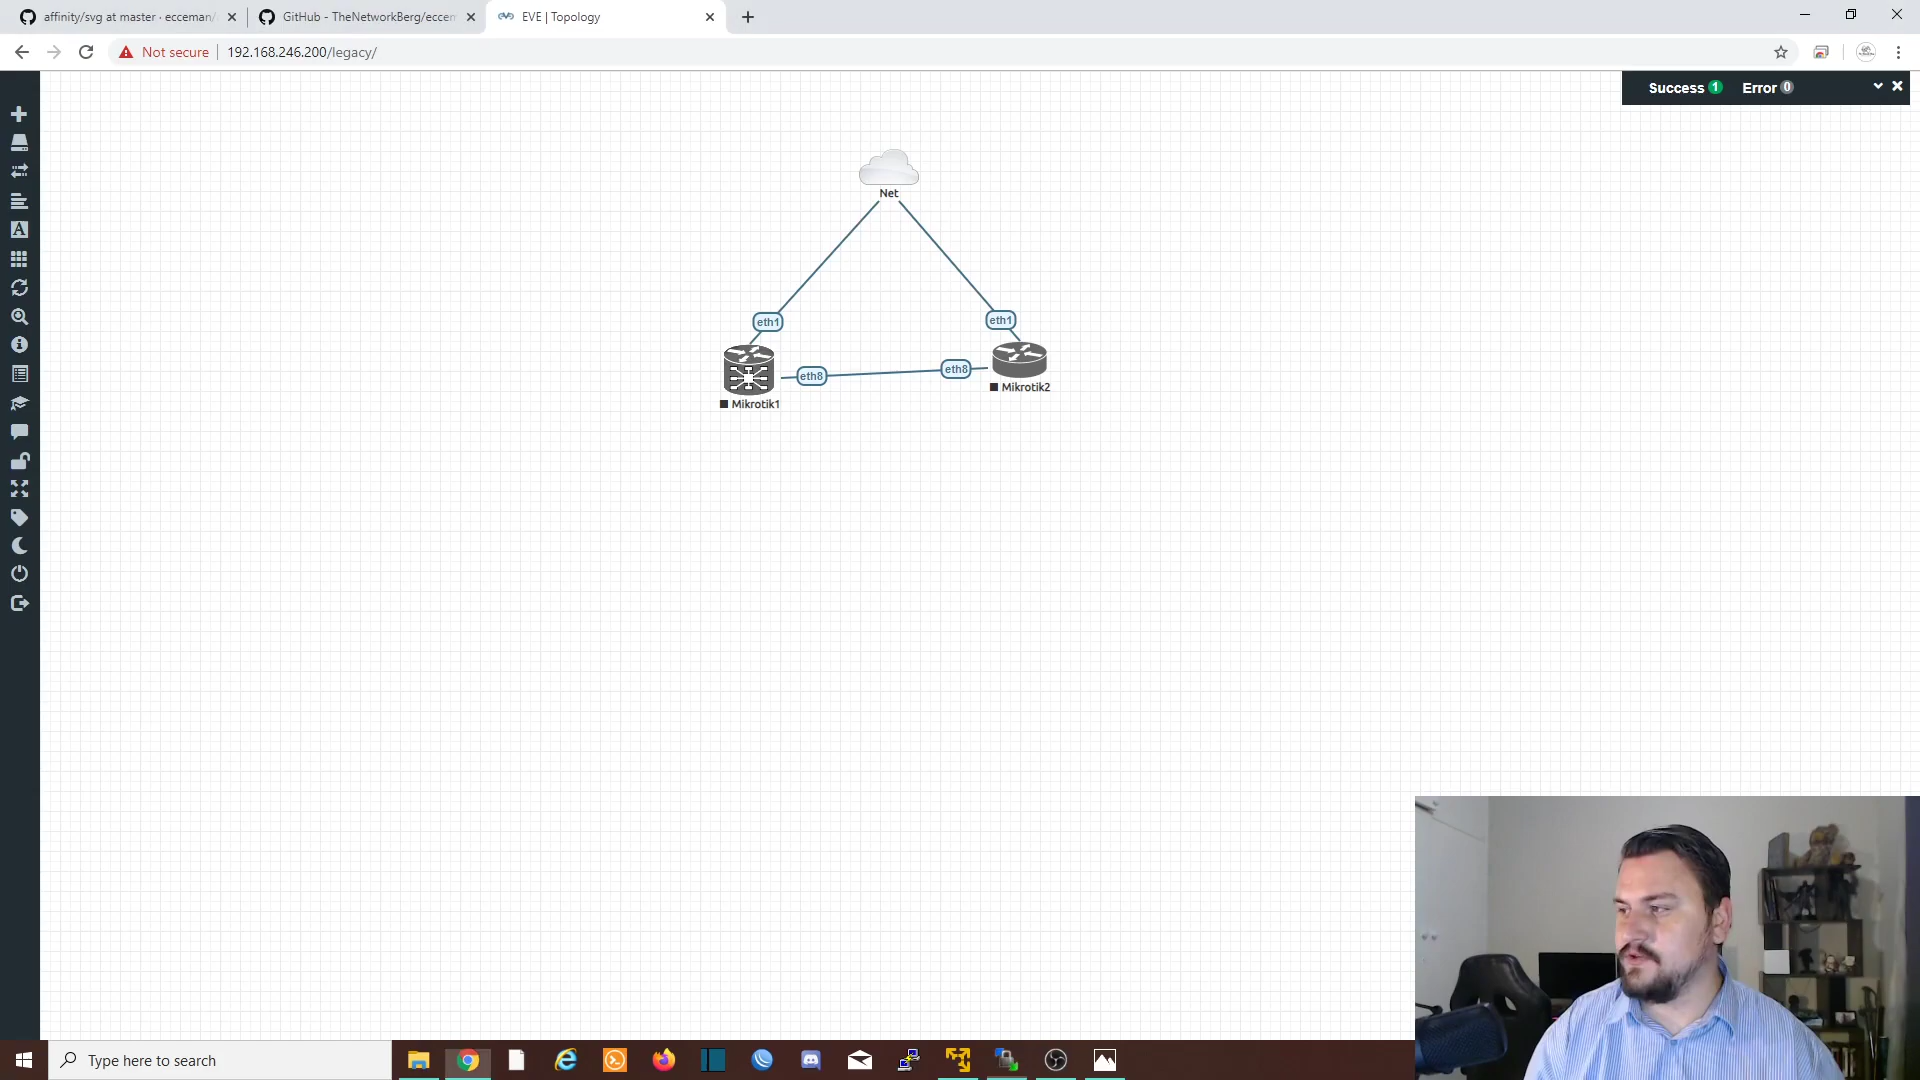 affinity/svg at master · ecceman/
GitHub - TheNetworkBerg/eccem
EVE | Topology
Not secure
192.168.246.200/legacy/
Success 1 Error 0
Net
eth1
eth1
eth8
eth8
Mikrotik1
Mikrotik2
Type here to search